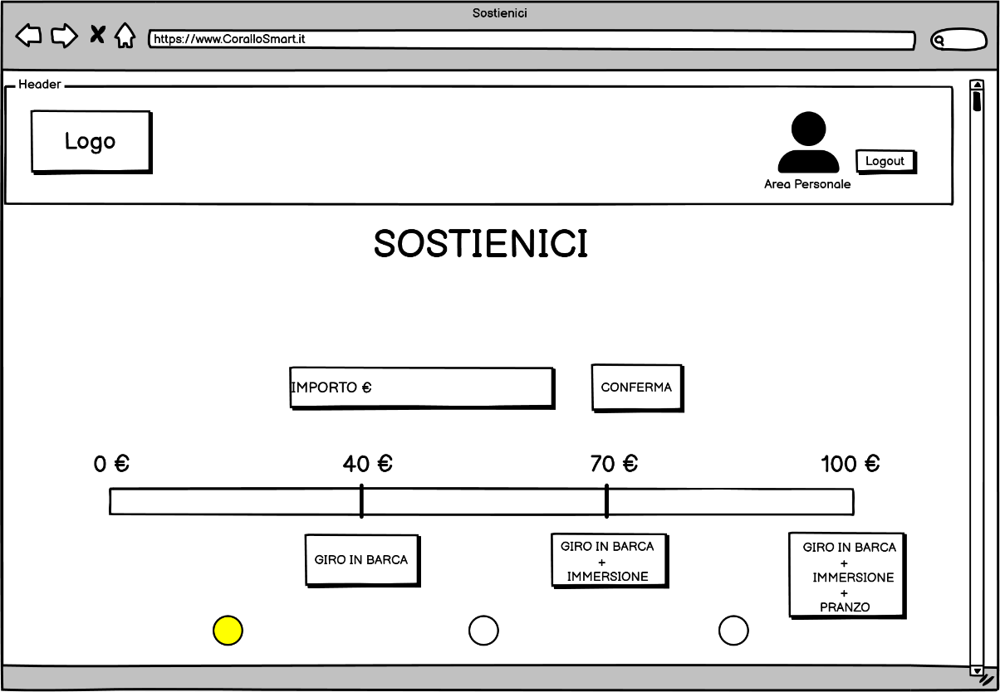 Sostienici
https://www.CoralloSmart.it
Header
Logo
Logout
Area Personale
SOSTIENICI
IMPORTO €
CONFERMA
0 €
40 €
70 €
100 €
GIRO IN BARCA
GIRO IN BARCA
+
IMMERSIONE
GIRO IN BARCA
+
IMMERSIONE
+
PRANZO